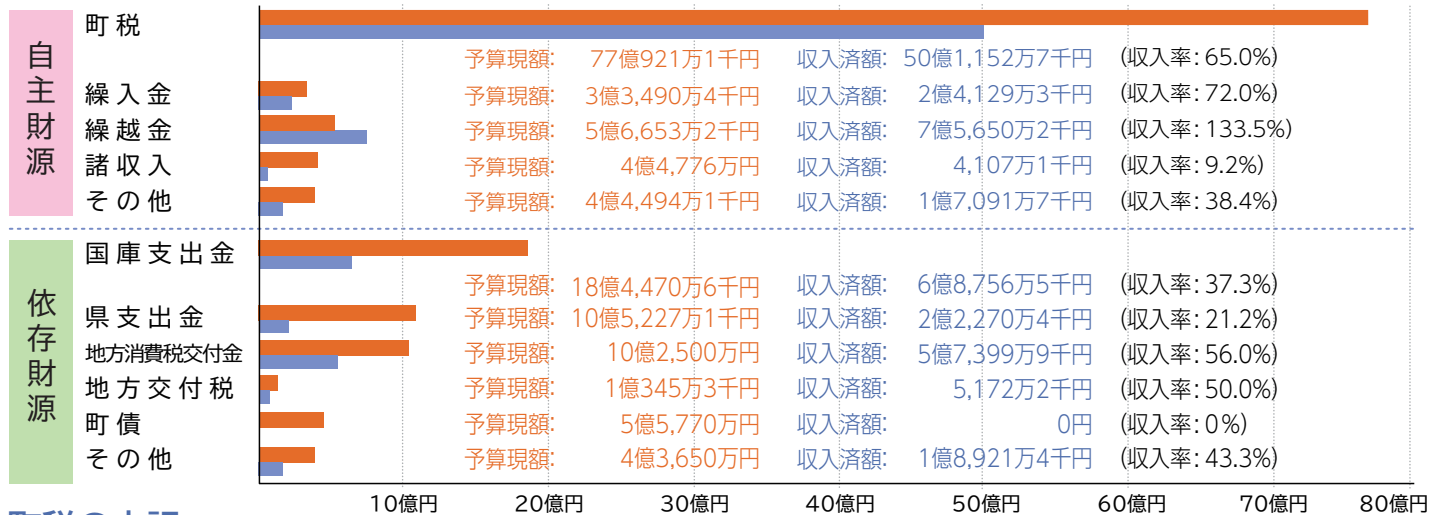 自主財源
町税
予算現額: 77億921万1千円 収入済額: 50億1,152万7千円 (収入率:65.0%)
繰入金 予算現額: 3億3,490万4千円 収入済額: 2億4,129万3千円 (収入率:72.0%)
繰越金 予算現額: 5億6,653万2千円 収入済額: 7億5,650万2千円 (収入率:133.5%)
諸収入 予算現額: 4億4,776万円 収入済額: 4,107万1千円 (収入率:9.2%)
その他 予算現額: 4億4,494万1千円 収入済額: 1億7,091万7千円 (収入率:38.4%)
依存財源
国庫支出金
予算現額: 18億4,470万6千円 収入済額: 6億8,756万5千円 (収入率:37.3%)
県支出金 予算現額: 10億5,227万1千円 収入済額: 2億2,270万4千円 (収入率:21.2%)
地方消費税交付金 予算現額: 10億2,500万円 収入済額: 5億7,399万9千円 (収入率:56.0%)
地方交付税 予算現額: 1億345万3千円 収入済額: 5,172万2千円 (収入率:50.0%)
町債 予算現額: 5億5,770万円 収入済額: 0円 (収入率:0%)
その他 予算現額: 4億3,650万円 収入済額: 1億8,921万4千円 (収入率:43.3%)
10億円 20億円 30億円 40億円 50億円 60億円 70億円 80億円